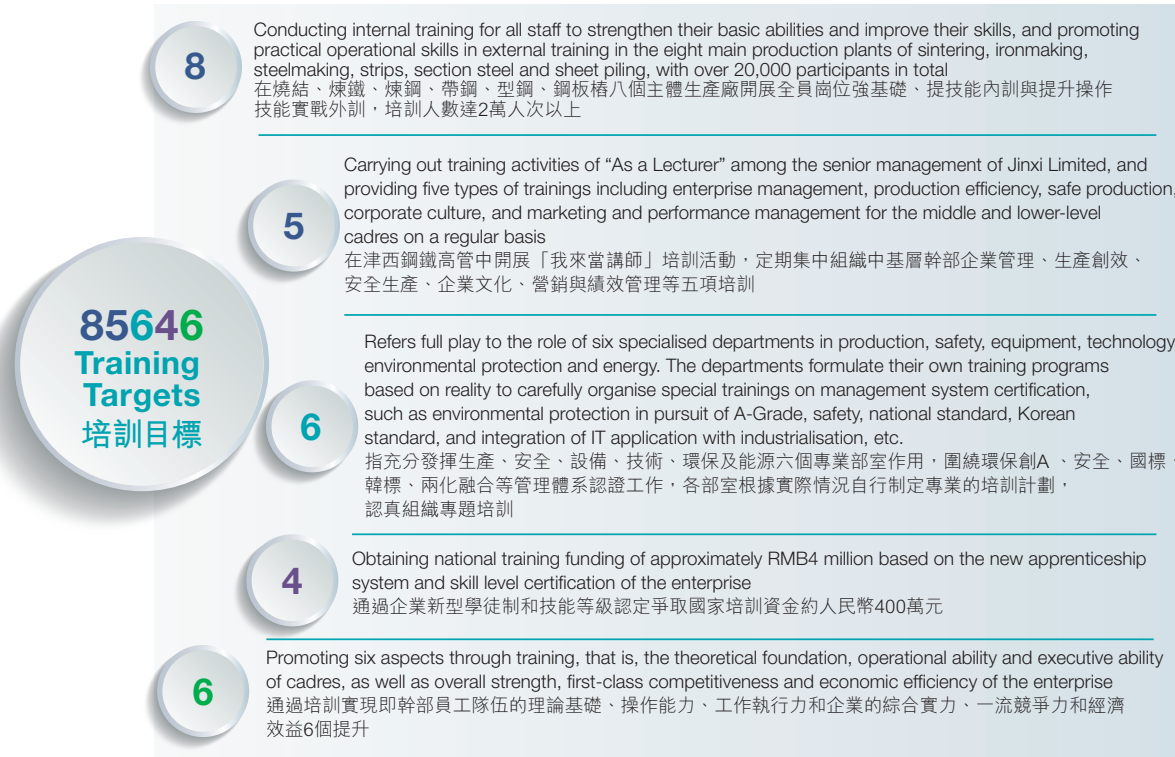 85646
Training
Targets
培訓目標
8
Conducting internal training for all staff to strengthen their basic abilities and improve their skills, and promoting
practical operational skills in external training in the eight main production plants of sintering, ironmaking,
steelmaking, strips, section steel and sheet piling, with over 20,000 participants in total
在燒結、煉鐵、煉鋼、帶鋼、型鋼、鋼板樁八個主體生產廠開展全員崗位強基礎、提技能內訓與提升操作
技能實戰外訓，培訓人數達2萬人次以上
5
Carrying out training activities of “As a Lecturer” among the senior management of Jinxi Limited, and
providing five types of trainings including enterprise management, production efficiency, safe production,
corporate culture, and marketing and performance management for the middle and lower-level
cadres on a regular basis
在津西鋼鐵高管中開展「我來當講師」培訓活動，定期集中組織中基層幹部企業管理、生產創效、
安全生產、企業文化、營銷與績效管理等五項培訓
6
Refers full play to the role of six specialised departments in production, safety, equipment, technology
environmental protection and energy. The departments formulate their own training programs
based on reality to carefully organise special trainings on management system certification,
such as environmental protection in pursuit of A-Grade, safety, national standard, Korean
standard, and integration of IT application with industrialisation, etc.
指充分發揮生產、安全、設備、技術、環保及能源六個專業部室作用，圍繞環保創A 、安全、國標、
韓標、兩化融合等管理體系認證工作，各部室根據實際情況自行制定專業的培訓計劃，
認真組織專題培訓
4
Obtaining national training funding of approximately RMB4 million based on the new apprenticeship
system and skill level certification of the enterprise
通過企業新型學徒制和技能等級認定爭取國家培訓資金約人民幣400萬元
6
Promoting six aspects through training, that is, the theoretical foundation, operational ability and executive ability
of cadres, as well as overall strength, first-class competitiveness and economic efficiency of the enterprise
通過培訓實現即幹部員工隊伍的理論基礎、操作能力、工作執行力和企業的綜合實力、一流競爭力和經濟
效益6個提升